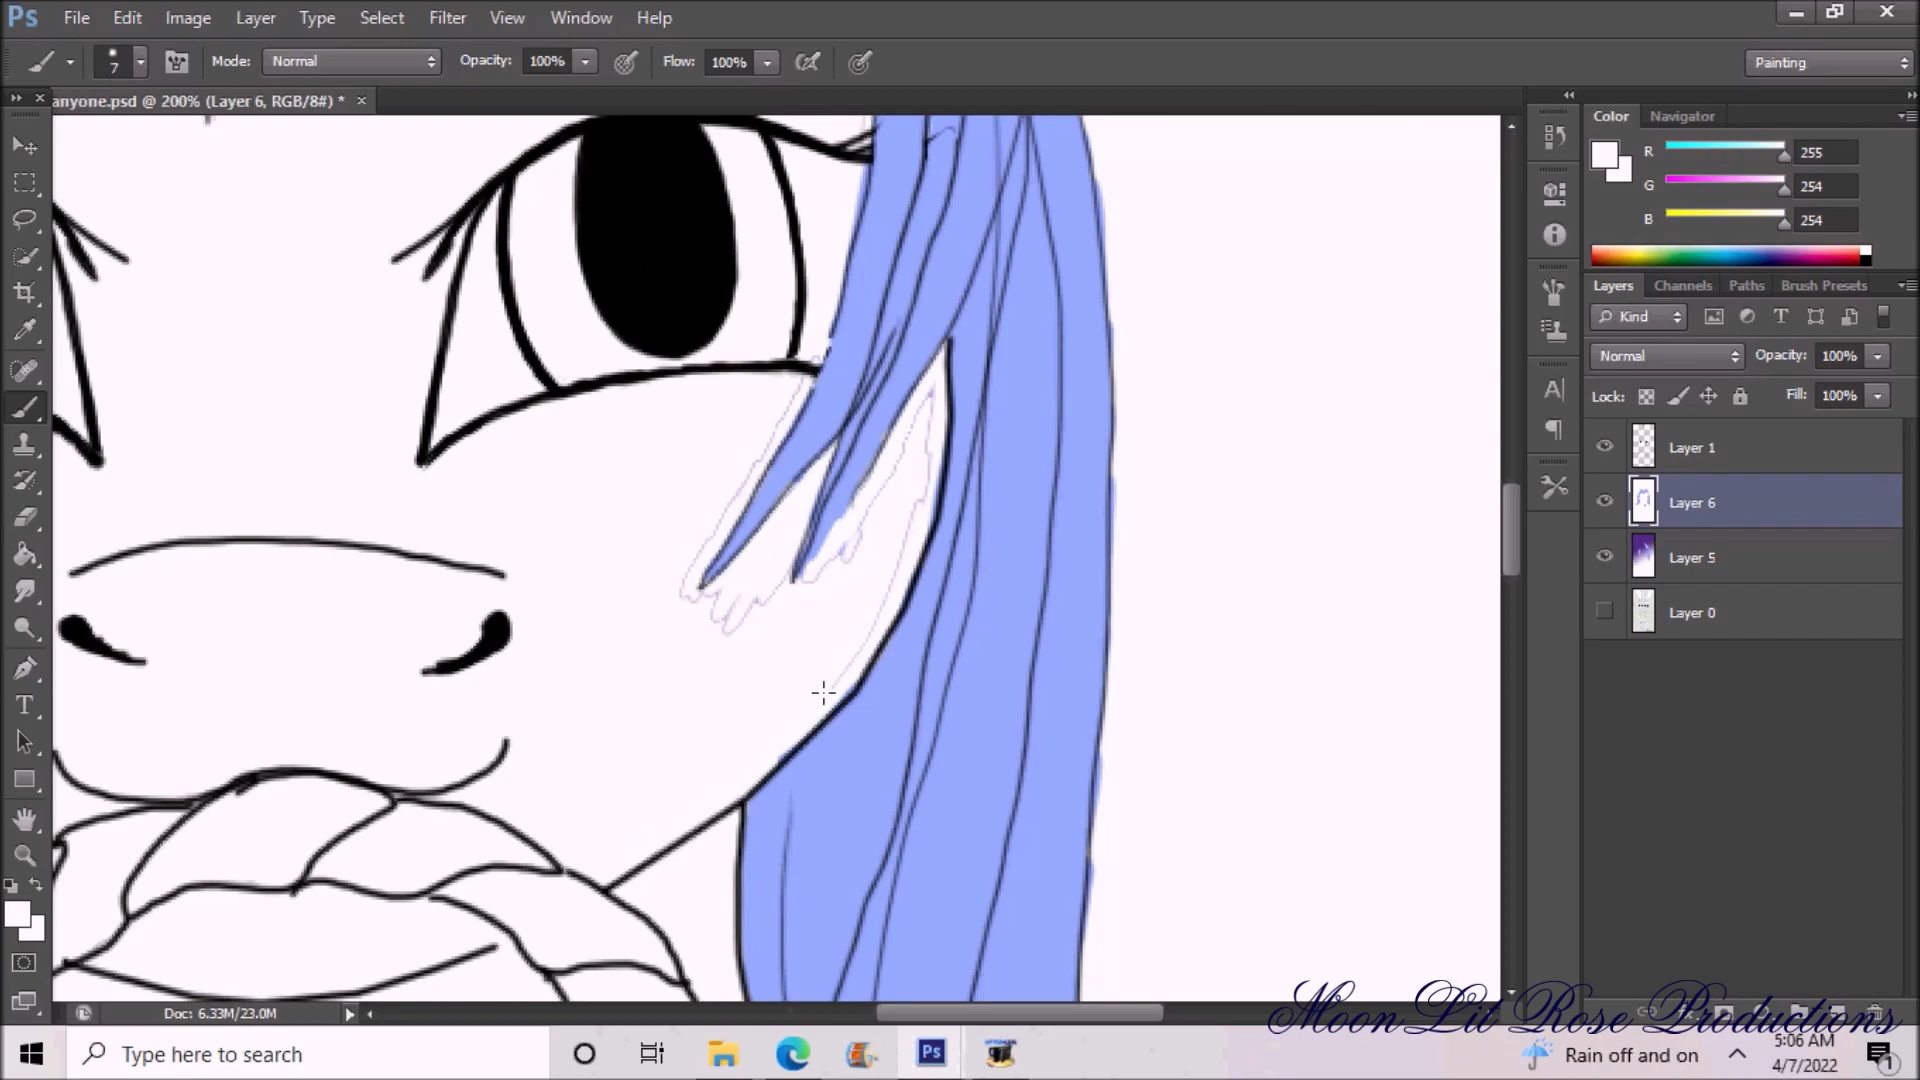 Ps File Edit Image Layer Type Select Filter View Window Help
7 Mode: Normal Opacity: 100% Flow: 100% Painting
anyone.psd @ 200% (Layer 6, RGB/8#) * ×
Color Navigator
R 255
G 254
B 254
Layers Channels Paths Brush Presets
Kind T
Normal Opacity: 100%
Lock: Fill: 100%
Layer 1
Layer 6
Layer 5
Layer 0
Doc: 6.33M/23.0M
Moon Lit Rose Productions
Type here to search
Ps
Rain off and on
5:06 AM
4/7/2022
1